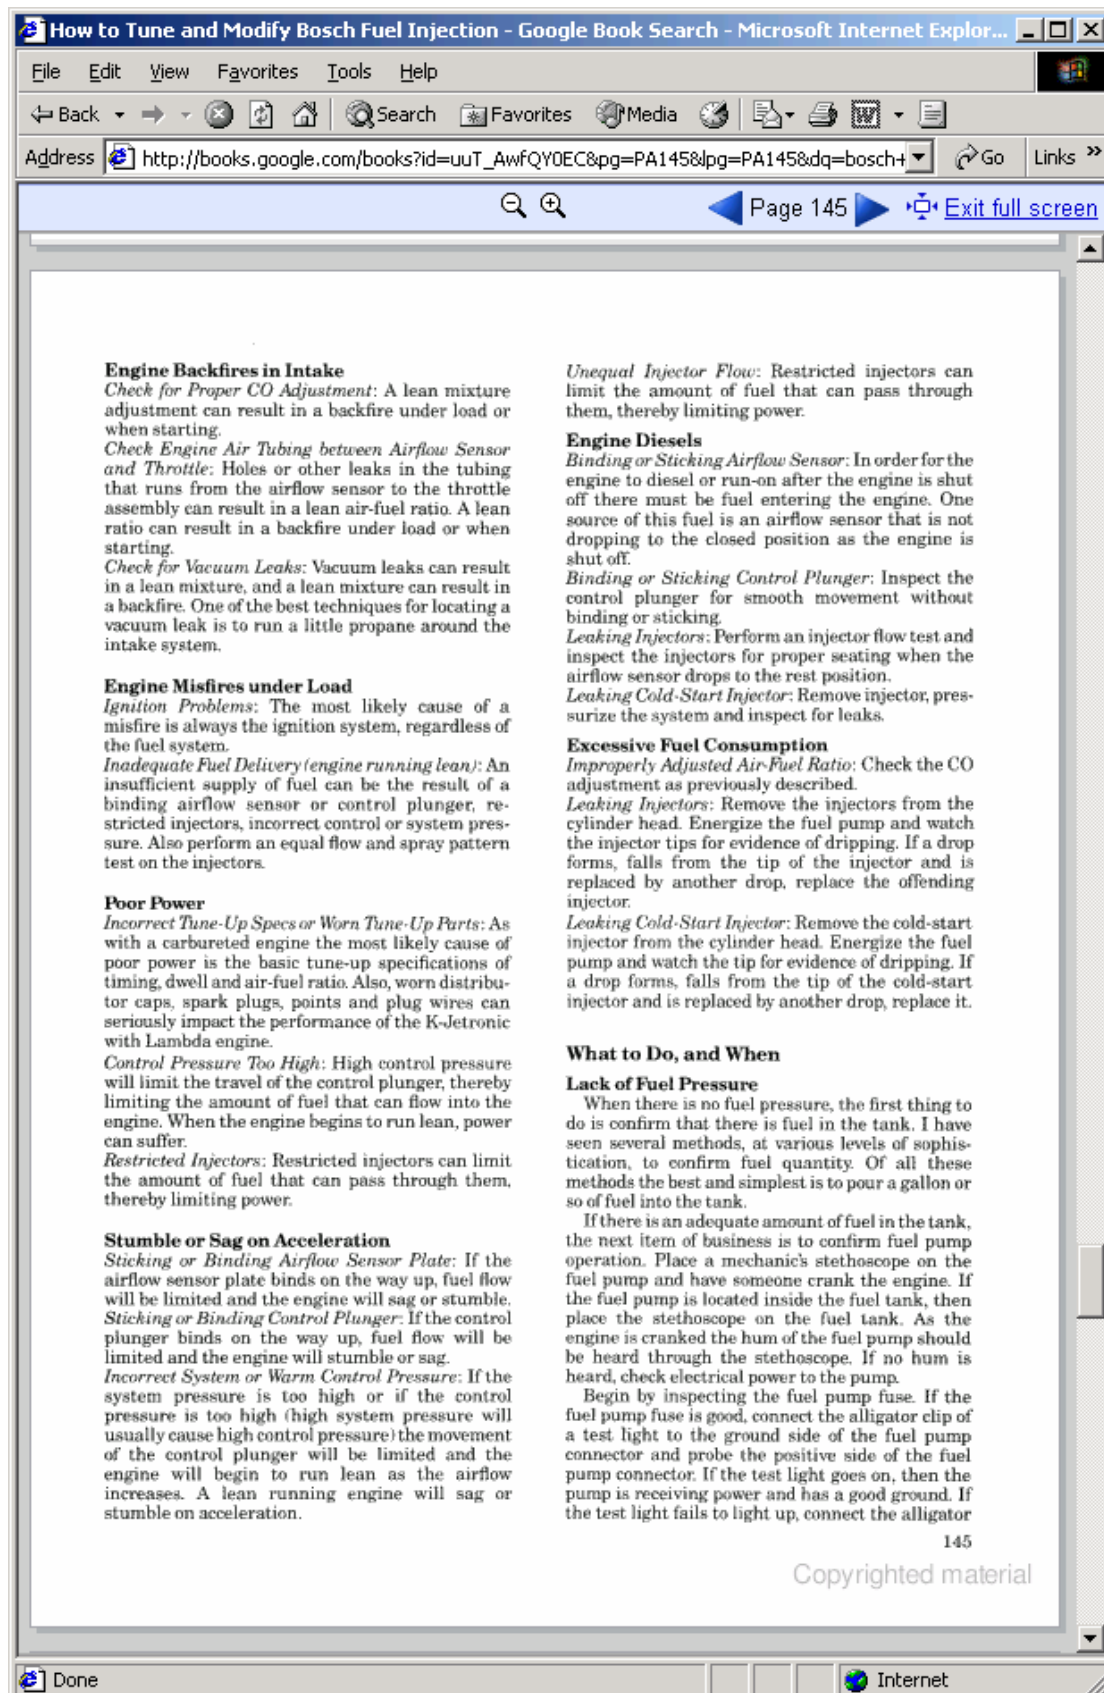 How to Tune and Modify Bosch Fuel Injection - Google Book Search - Microsoft Internet Explor...
File Edit View Favorites Tools Help
Back Search Favorites Media
Address http://books.google.com/books?id=uuT_AwfQY0EC&pg=PA145&lpg=PA145&dq=bosch+ Go Links »
Page 145 Exit full screen
Engine Backfires in Intake
Check for Proper CO Adjustment: A lean mixture
adjustment can result in a backfire under load or
when starting.
Check Engine Air Tubing between Airflow Sensor
and Throttle: Holes or other leaks in the tubing
that runs from the airflow sensor to the throttle
assembly can result in a lean air-fuel ratio. A lean
ratio can result in a backfire under load or when
starting.
Check for Vacuum Leaks: Vacuum leaks can result
in a lean mixture, and a lean mixture can result in
a backfire. One of the best techniques for locating a
vacuum leak is to run a little propane around the
intake system.
Engine Misfires under Load
Ignition Problems: The most likely cause of a
misfire is always the ignition system, regardless of
the fuel system.
Inadequate Fuel Delivery (engine running lean): An
insufficient supply of fuel can be the result of a
binding airflow sensor or control plunger, re-
stricted injectors, incorrect control or system pres-
sure. Also perform an equal flow and spray pattern
test on the injectors.
Poor Power
Incorrect Tune-Up Specs or Worn Tune-Up Parts: As
with a carbureted engine the most likely cause of
poor power is the basic tune-up specifications of
timing, dwell and air-fuel ratio. Also, worn distribu-
tor caps, spark plugs, points and plug wires can
seriously impact the performance of the K-Jetronic
with Lambda engine.
Control Pressure Too High: High control pressure
will limit the travel of the control plunger, thereby
limiting the amount of fuel that can flow into the
engine. When the engine begins to run lean, power
can suffer.
Restricted Injectors: Restricted injectors can limit
the amount of fuel that can pass through them,
thereby limiting power.
Stumble or Sag on Acceleration
Sticking or Binding Airflow Sensor Plate: If the
airflow sensor plate binds on the way up, fuel flow
will be limited and the engine will sag or stumble.
Sticking or Binding Control Plunger: If the control
plunger binds on the way up, fuel flow will be
limited and the engine will stumble or sag.
Incorrect System or Warm Control Pressure: If the
system pressure is too high or if the control
pressure is too high (high system pressure will
usually cause high control pressure) the movement
of the control plunger will be limited and the
engine will begin to run lean as the airflow
increases. A lean running engine will sag or
stumble on acceleration.
Unequal Injector Flow: Restricted injectors can
limit the amount of fuel that can pass through
them, thereby limiting power.
Engine Diesels
Binding or Sticking Airflow Sensor: In order for the
engine to diesel or run-on after the engine is shut
off there must be fuel entering the engine. One
source of this fuel is an airflow sensor that is not
dropping to the closed position as the engine is
shut off.
Binding or Sticking Control Plunger: Inspect the
control plunger for smooth movement without
binding or sticking.
Leaking Injectors: Perform an injector flow test and
inspect the injectors for proper seating when the
airflow sensor drops to the rest position.
Leaking Cold-Start Injector: Remove injector, pres-
surize the system and inspect for leaks.
Excessive Fuel Consumption
Improperly Adjusted Air-Fuel Ratio: Check the CO
adjustment as previously described.
Leaking Injectors: Remove the injectors from the
cylinder head. Energize the fuel pump and watch
the injector tips for evidence of dripping. If a drop
forms, falls from the tip of the injector and is
replaced by another drop, replace the offending
injector.
Leaking Cold-Start Injector: Remove the cold-start
injector from the cylinder head. Energize the fuel
pump and watch the tip for evidence of dripping. If
a drop forms, falls from the tip of the cold-start
injector and is replaced by another drop, replace it.
What to Do, and When
Lack of Fuel Pressure
When there is no fuel pressure, the first thing to
do is confirm that there is fuel in the tank. I have
seen several methods, at various levels of sophis-
tication, to confirm fuel quantity. Of all these
methods the best and simplest is to pour a gallon or
so of fuel into the tank.
If there is an adequate amount of fuel in the tank,
the next item of business is to confirm fuel pump
operation. Place a mechanic's stethoscope on the
fuel pump and have someone crank the engine. If
the fuel pump is located inside the fuel tank, then
place the stethoscope on the fuel tank. As the
engine is cranked the hum of the fuel pump should
be heard through the stethoscope. If no hum is
heard, check electrical power to the pump.
Begin by inspecting the fuel pump fuse. If the
fuel pump fuse is good, connect the alligator clip of
a test light to the ground side of the fuel pump
connector and probe the positive side of the fuel
pump connector. If the test light goes on, then the
pump is receiving power and has a good ground. If
the test light fails to light up, connect the alligator
145
Copyrighted material
Done Internet